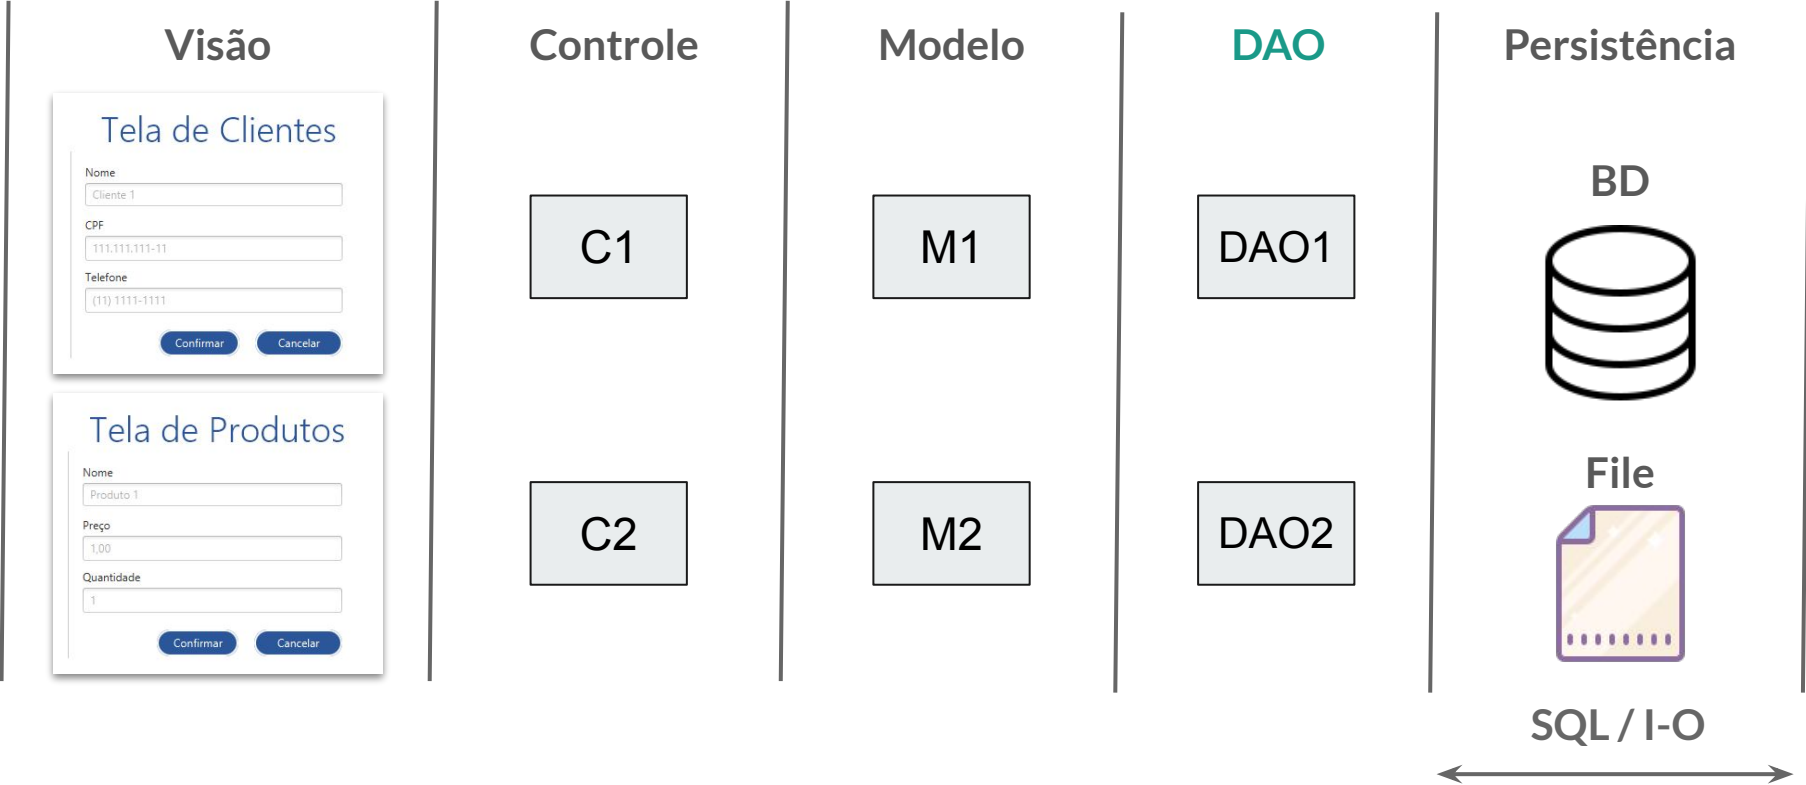 Visão
Controle
Modelo
DAO
Persistência
Tela de Clientes
Nome
Cliente 1
CPF
111.111.111-11
Telefone
(11) 1111-1111
Confirmar
Cancelar
C1
M1
DAO1
BD
Tela de Produtos
Nome
Produto 1
Preço
1,00
Quantidade
1
Confirmar
Cancelar
C2
M2
DAO2
File
SQL / I-O